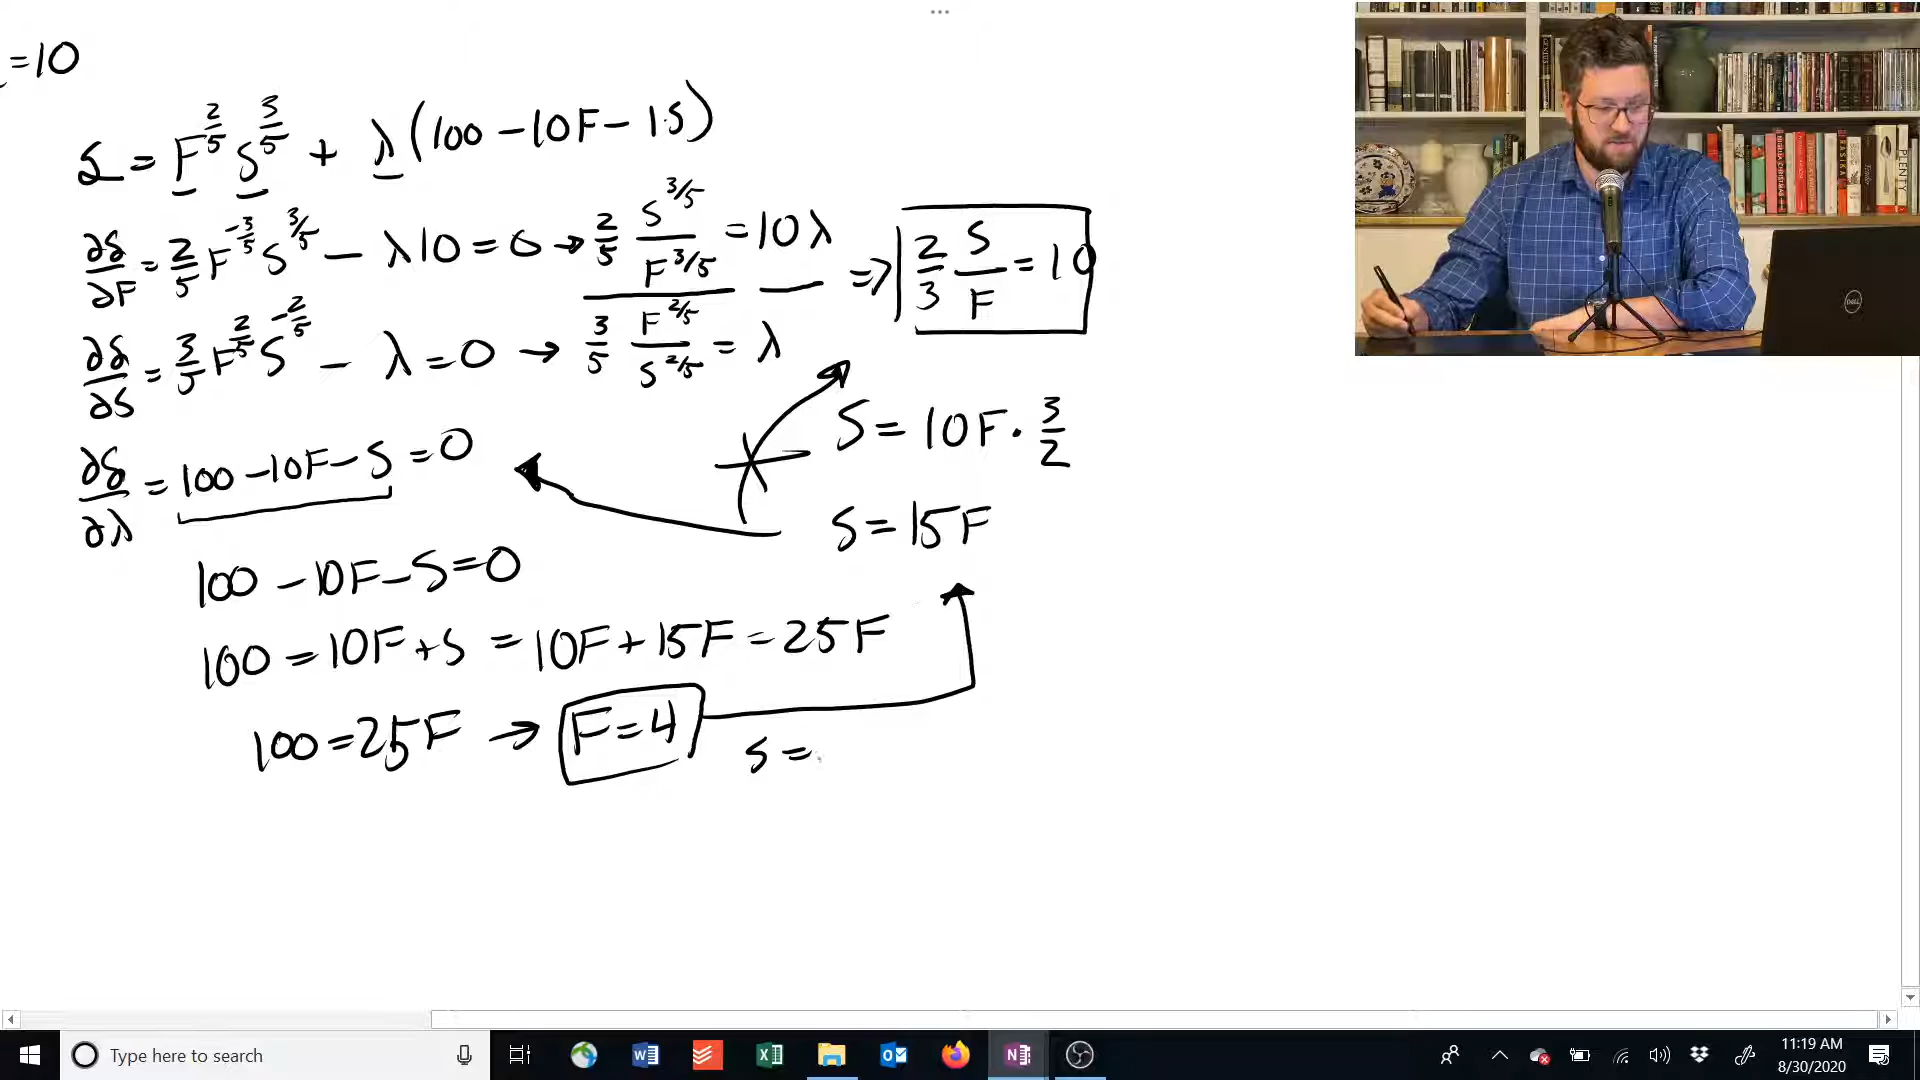 =10
ℒ = F^{2/5} S^{3/5} + λ(100 - 10F - 1·S)
∂ℒ/∂F = 2/5 F^{-3/5} S^{3/5} - λ10 = 0 → 2/5 S^{3/5}/F^{3/5} = 10λ => 2/3 S/F = 10
∂ℒ/∂S = 3/5 F^{2/5} S^{-2/5} - λ = 0 → 3/5 F^{2/5}/S^{2/5} = λ
S = 10F · 3/2
∂ℒ/∂λ = 100 - 10F - S = 0
S = 15F
100 - 10F - S = 0
100 = 10F + S = 10F + 15F = 25F
100 = 25F → F = 4
S =
PLENTY
DELL
Type here to search
11:19 AM
8/30/2020